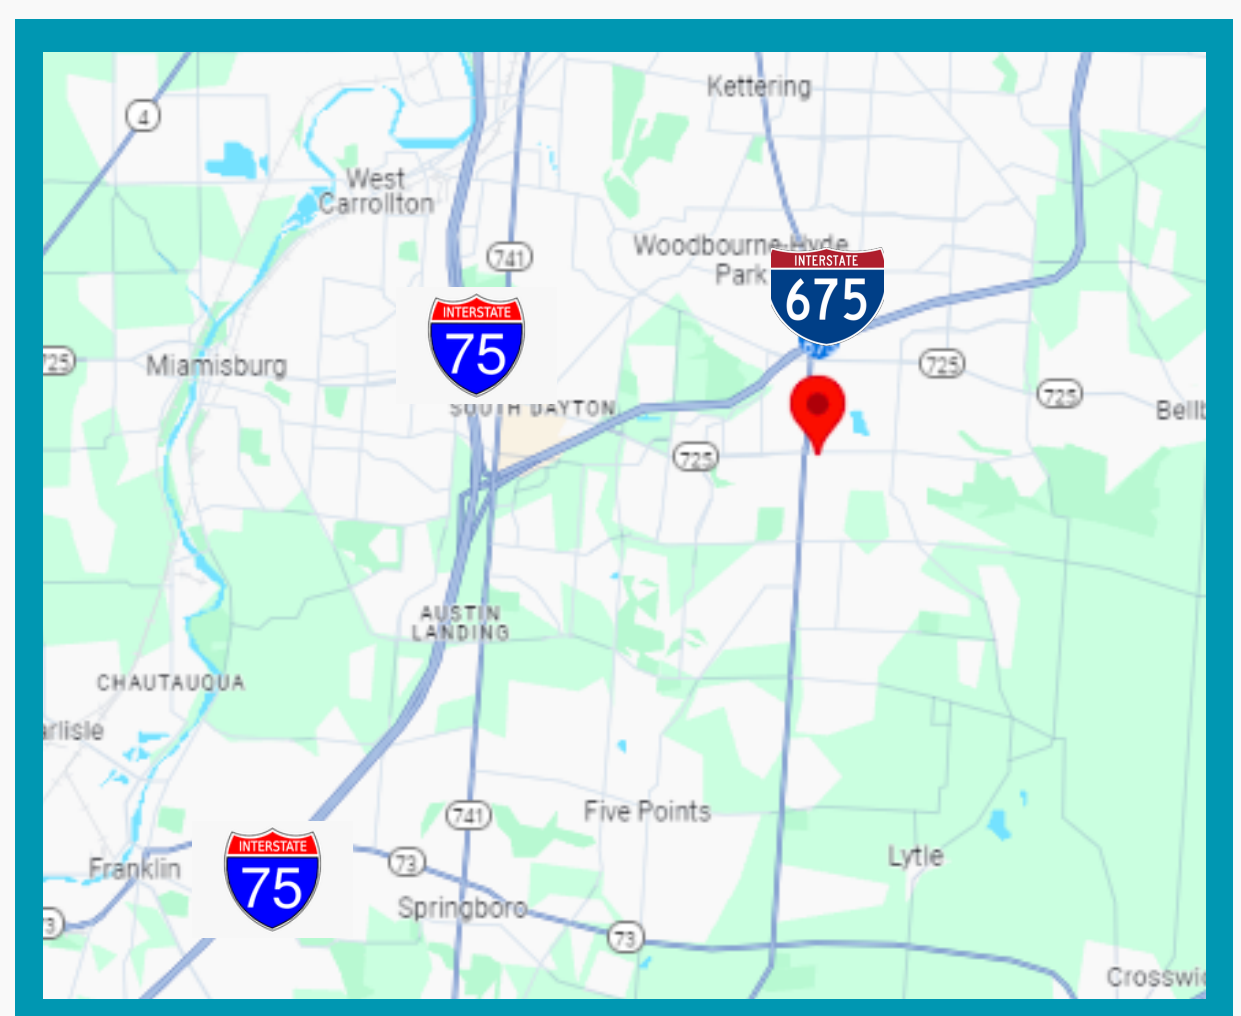 Kettering
4
West
Carrollton
741
Woodbourne-Hyde
Park
INTERSTATE
675
INTERSTATE
75
725
Miamisburg
725
725
SOUTH DAYTON
725
AUSTIN
LANDING
CHAUTAUQUA
arlisle
741
Five Points
INTERSTATE
75
73
Franklin
Lytle
Springboro
3
73
Crosswi